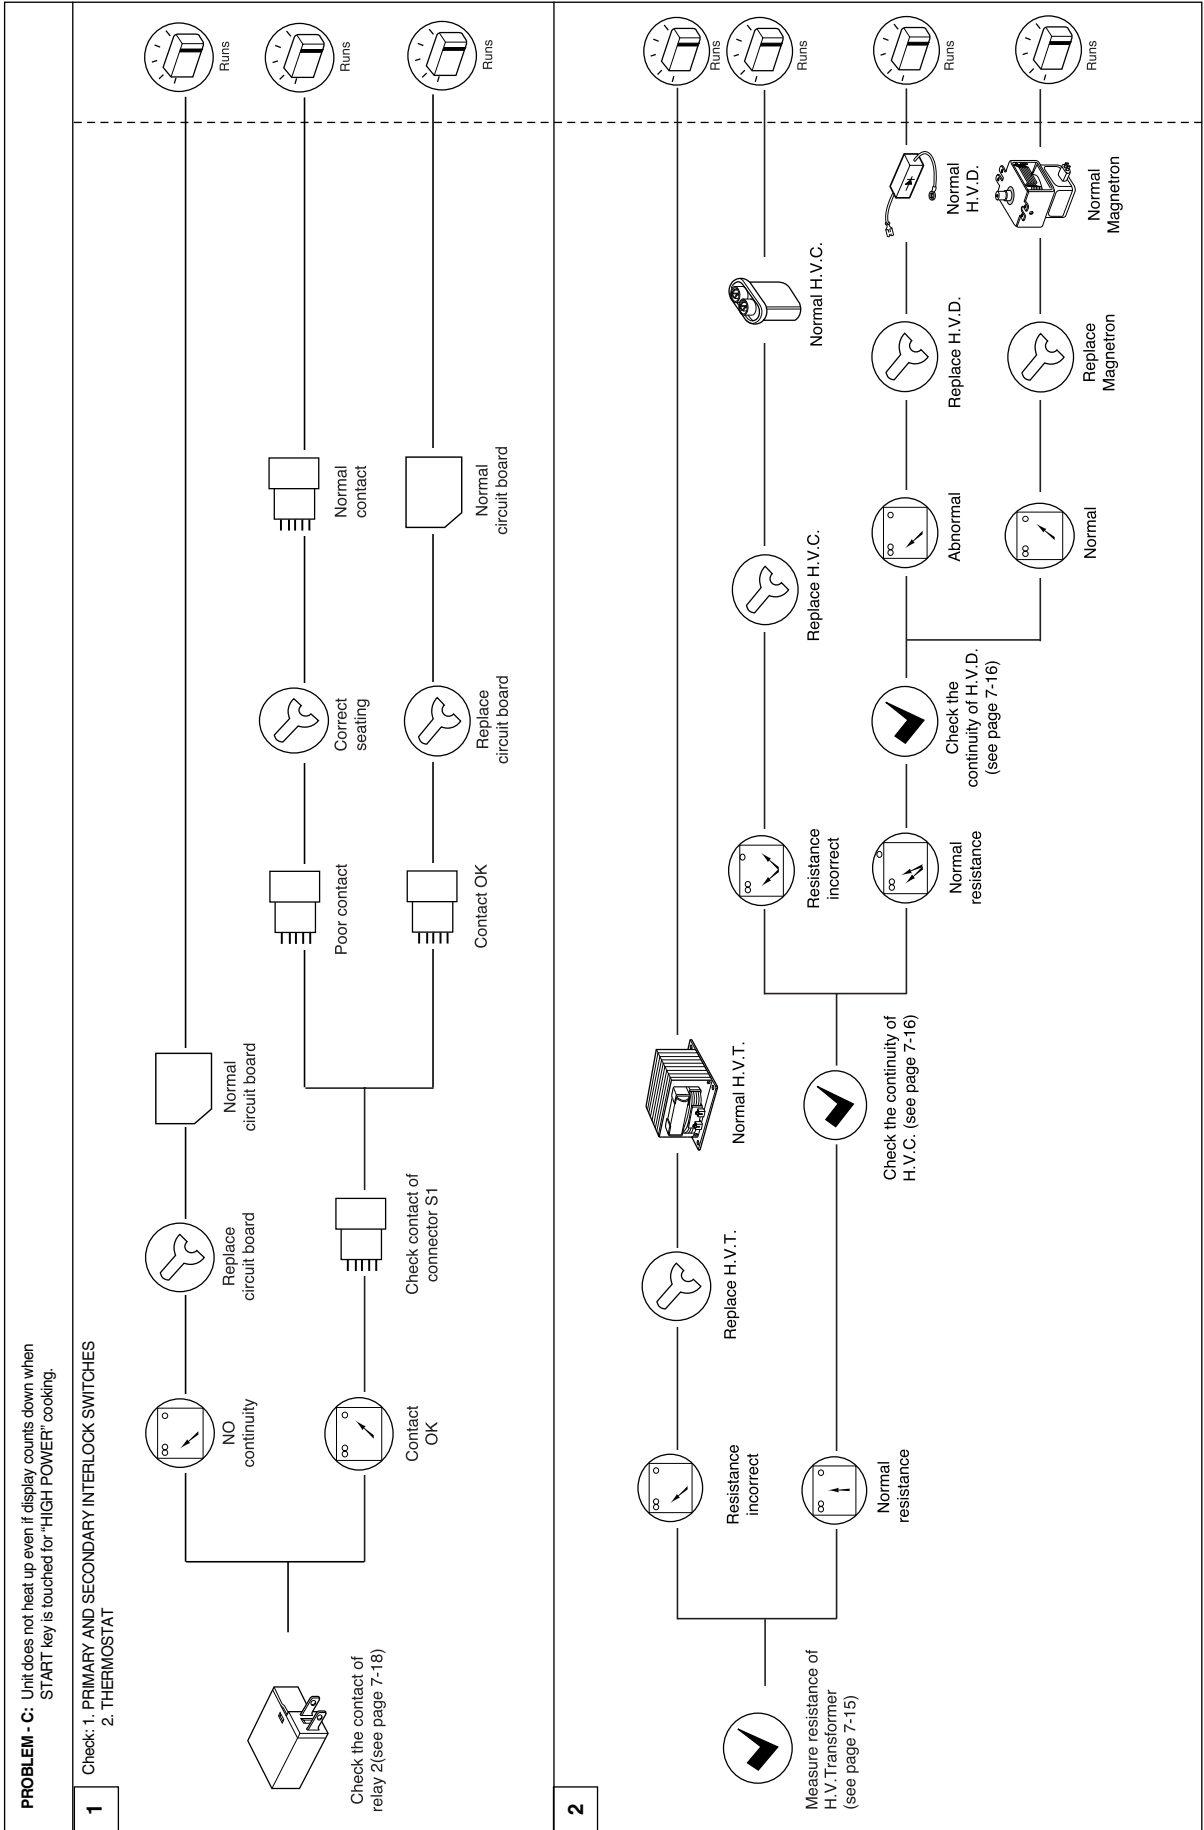 PROBLEM - C: Unit does not heat up even if display counts down when
START key is touched for "HIGH POWER" cooking.
1
Check: 1. PRIMARY AND SECONDARY INTERLOCK SWITCHES
2. THERMOSTAT
Check the contact of
relay 2(see page 7-18)
NO
continuity
Replace
circuit board
Normal
circuit board
Runs
Contact
OK
Check contact of
connector S1
Poor contact
Correct
seating
Normal
contact
Runs
Contact OK
Replace
circuit board
Normal
circuit board
Runs
2
Measure resistance of
H.V.Transformer
(see page 7-15)
Resistance
incorrect
Replace H.V.T.
Normal H.V.T.
Runs
Normal
resistance
Check the continuity of
H.V.C. (see page 7-16)
Resistance
incorrect
Replace H.V.C.
Normal H.V.C.
Runs
Normal
resistance
Check the
continuity of H.V.D.
(see page 7-16)
Abnormal
Replace H.V.D.
Normal
H.V.D.
Runs
Normal
Replace
Magnetron
Normal
Magnetron
Runs